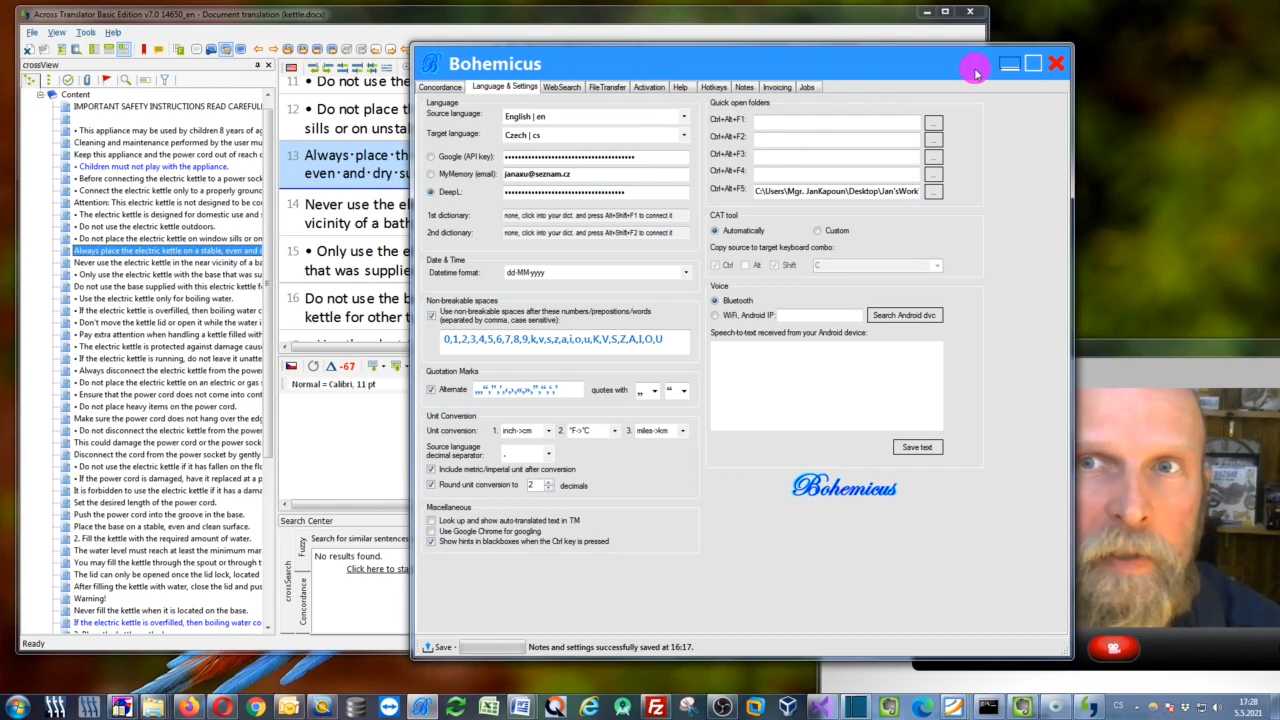 Across Translator Basic Edition v7.0 14650_en - Document translation (kettle.docx)
File View Tools Help
crossView
Content
IMPORTANT SAFETY INSTRUCTIONS READ CAREFUL
• This appliance may be used by children 8 years of ag
Cleaning and maintenance performed by the user mu
Keep this appliance and the power cord out of reach o
• Children must not play with the appliance.
• Before connecting the electric kettle to a power sock
• Connect the electric kettle only to a properly ground
Attention: This kettle is not designed to be con
• The electric kettle is designed for domestic use and
• Do not use the electric kettle outdoors.
• Do not place the electric kettle on window sills or on
Always place the electric kettle on a stable, even and d
Never use the electric kettle in the near vicinity of a ba
• Only use the electric kettle with the base that was su
Do not use the base supplied with this electric kettle f
• Use the electric kettle only for boiling water.
• If the electric kettle is overfilled, then boiling water c
• Don't move the kettle lid or open it while the water i
• Pay extra attention when handling a kettle filled with
• The electric kettle is protected against damage cause
• If the electric kettle is running, do not leave it unatte
• Always disconnect the electric kettle from the power
• Do not place the electric kettle on an electric or gas s
• Ensure that the power cord does not come into cont
• Do not place heavy items on the power cord.
Make sure the power cord does not hang over the edg
• Do not disconnect the electric kettle from the power
This could damage the power cord or the power socke
Disconnect the power cord from the power socket by gently
• Do not use the electric kettle if it has fallen on the flo
• If the power cord is damaged, have it replaced at a p
It is forbidden to use the electric kettle if it has a dama
Set the desired length of the power cord.
Push the power cord into the groove in the base.
Place the base on a stable, even and clean surface.
2. Fill the kettle with the required amount of water.
The water level must reach at least the minimum mar
You may fill the kettle through the spout or through t
The lid can only be opened once the lid lock, located
After filling the kettle with water, close the lid and pus
Warning!
Never fill the kettle when it is located on the base.
If the electric kettle is overfilled, then boiling water co
Ready
11 • Do not use the
12 • Do not place t
sills or on unstal
13 Always·place·th
even·and·dry·su
14 Never use the el
vicinity of a bath
15 • Only use the el
that was supplie
16 Do not use the b
kettle for other t
-67
Normal = Calibri, 11 pt
Search Center
Fuzzy
Concordance
crossSearch
Search for similar sentences
No results found.
Click here to sta
Bohemicus
Concordance Language & Settings WebSearch FileTransfer Activation Help Hotkeys Notes Invoicing Jobs
Language
Source language: English | en
Target language: Czech | cs
Google (API key): ••••••••••••••••••••••••••••••••••••••
MyMemory (email): janaxu@seznam.cz
DeepL: •••••••••••••••••••••••••••••••••••
1st dictionary: none, click into your dict. and press Alt+Shift+F1 to connect it
2nd dictionary: none, click into your dict. and press Alt+Shift+F2 to connect it
Date & Time
Datetime format: dd-MM-yyyy
Non-breakable spaces
Use non-breakable spaces after these numbers/prepositions/words
(separated by comma, case sensitive):
0,1,2,3,4,5,6,7,8,9,k,v,s,z,a,i,o,u,K,V,S,Z,A,I,O,U
Quotation Marks
Alternate quotes with „ “
Unit Conversion
Unit conversion: 1. inch->cm 2. °F->°C 3. miles->km
Source language
decimal separator: .
Include metric/imperial unit after conversion
Round unit conversion to 2 decimals
Miscellaneous
Look up and show auto-translated text in TM
Use Google Chrome for googling
Show hints in blackboxes when the Ctrl key is pressed
Quick open folders
Ctrl+Alt+F1: ...
Ctrl+Alt+F2: ...
Ctrl+Alt+F3: ...
Ctrl+Alt+F4: ...
Ctrl+Alt+F5: C:\Users\Mgr. JanKapoun\Desktop\Jan'sWork ...
CAT tool
Automatically Custom
Copy source to target keyboard combo:
Ctrl Alt Shift C
Voice
Bluetooth
WiFi, Android IP: Search Android dvc
Speech-to-text received from your Android device:
Save text
Bohemicus
Save Notes and settings successfully saved at 16:17.
CS
17:28
5.5.2021